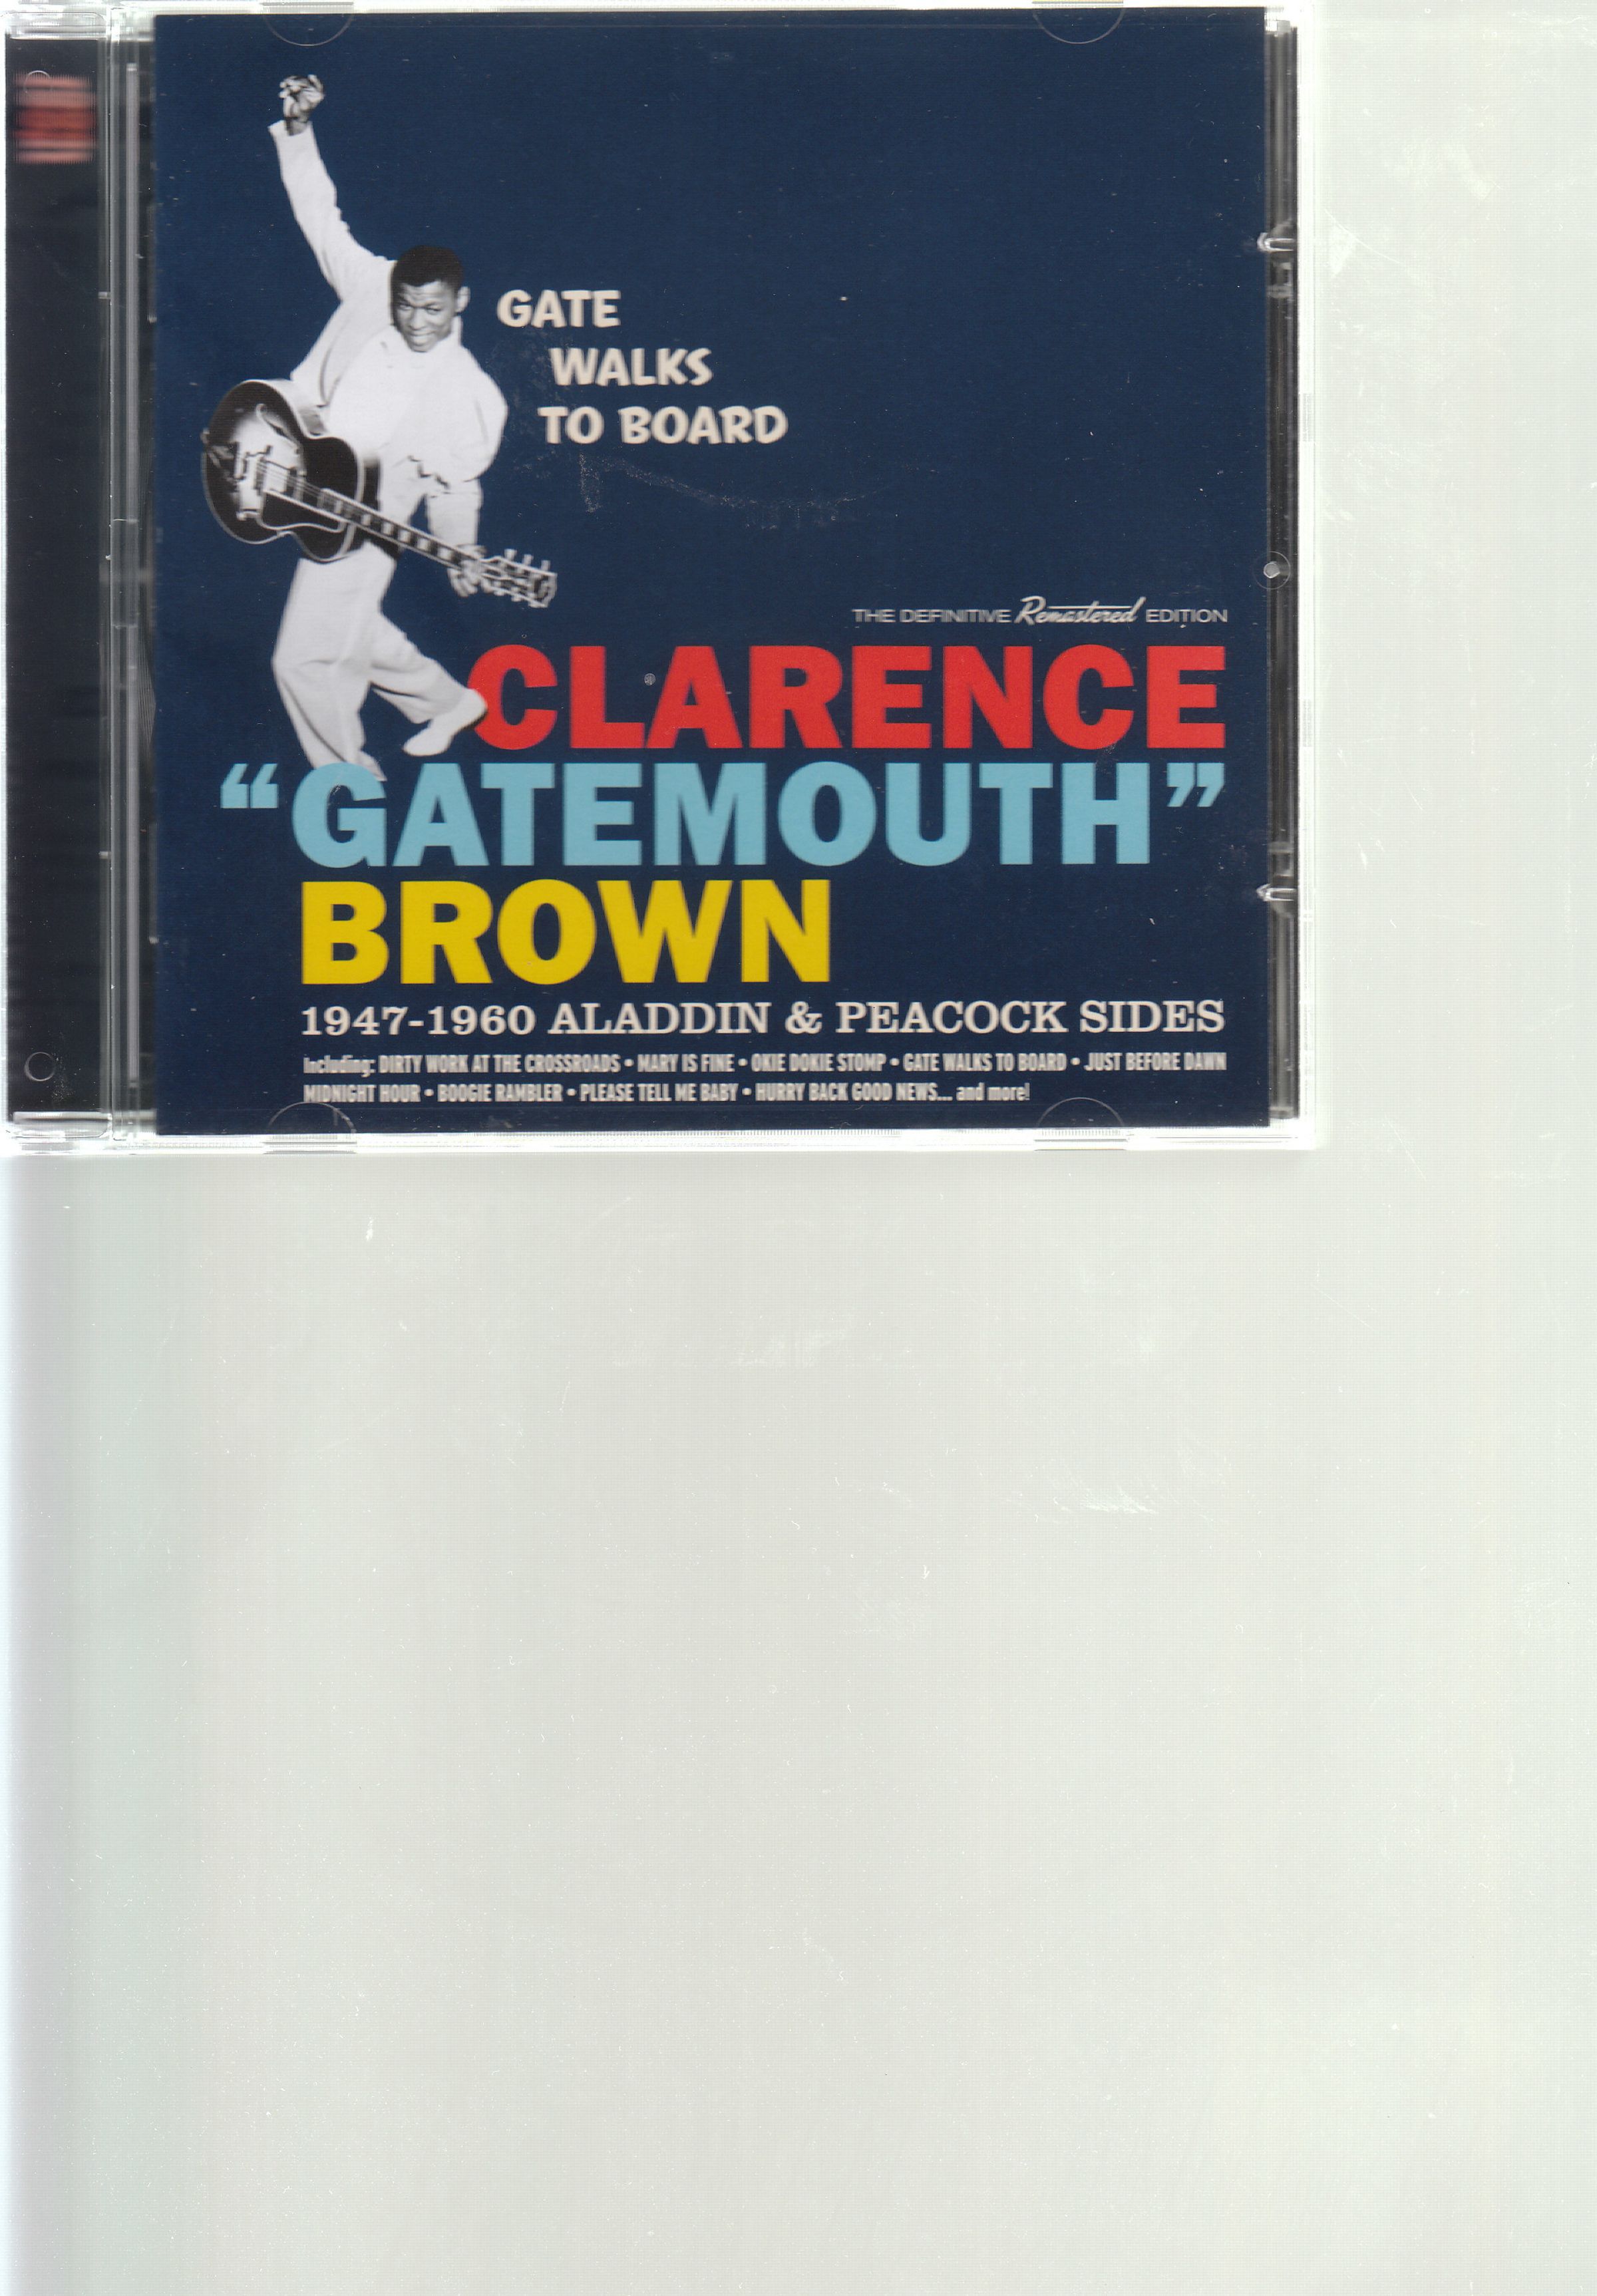 GATE
WALKS
TO BOARD
THE DEFINITIVE Remastered EDITION
CLARENCE
“GATEMOUTH”
BROWN
1947-1960 ALADDIN & PEACOCK SIDES
including: DIRTY WORK AT THE CROSSROADS • MARY IS FINE • OKIE DOKIE STOMP • GATE WALKS TO BOARD • JUST BEFORE DAWN
MIDNIGHT HOUR • BOOGIE RAMBLER • PLEASE TELL ME BABY • HURRY BACK GOOD NEWS... and more!